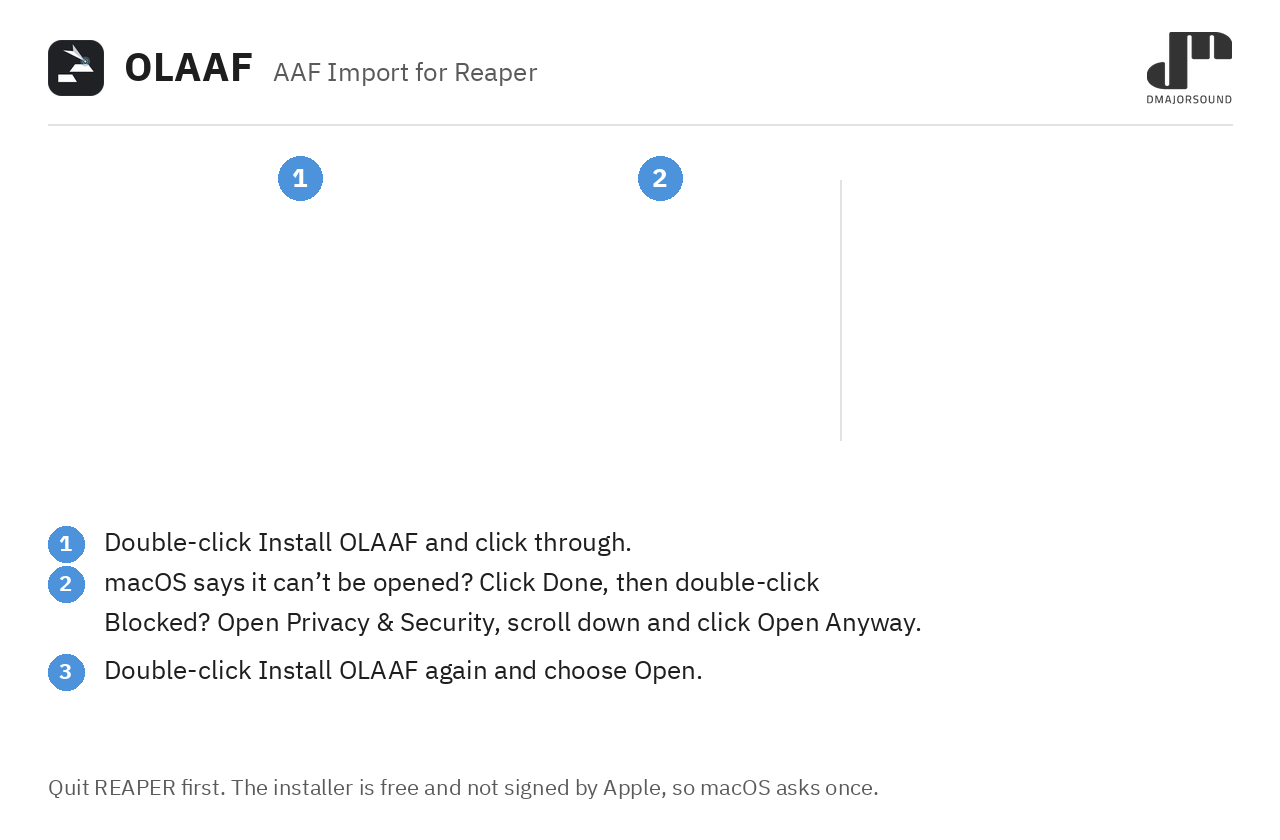 OLAAF AAF Import for Reaper
DMAJORSOUND
1 2
1 Double-click Install OLAAF and click through.
2 macOS says it can’t be opened? Click Done, then double-click
Blocked? Open Privacy & Security, scroll down and click Open Anyway.
3 Double-click Install OLAAF again and choose Open.
Quit REAPER first. The installer is free and not signed by Apple, so macOS asks once.